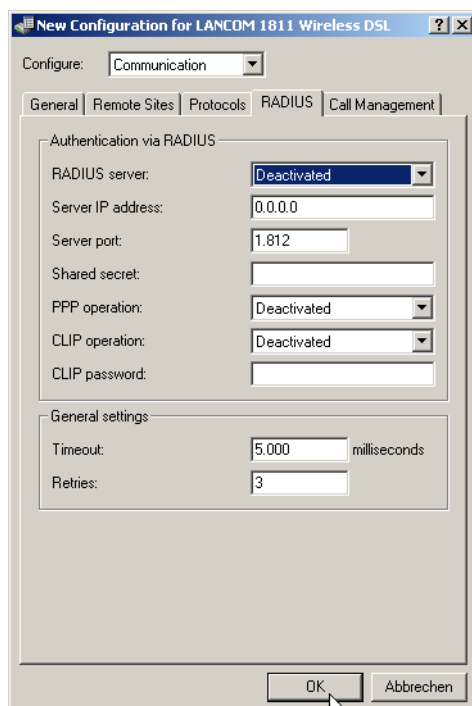 New Configuration for LANCOM 1811 Wireless DSL
Configure: Communication
General Remote Sites Protocols RADIUS Call Management
Authentication via RADIUS
RADIUS server: Deactivated
Server IP address: 0.0.0.0
Server port: 1.812
Shared secret:
PPP operation: Deactivated
CLIP operation: Deactivated
CLIP password:
General settings
Timeout: 5.000 milliseconds
Retries: 3
OK Abbrechen